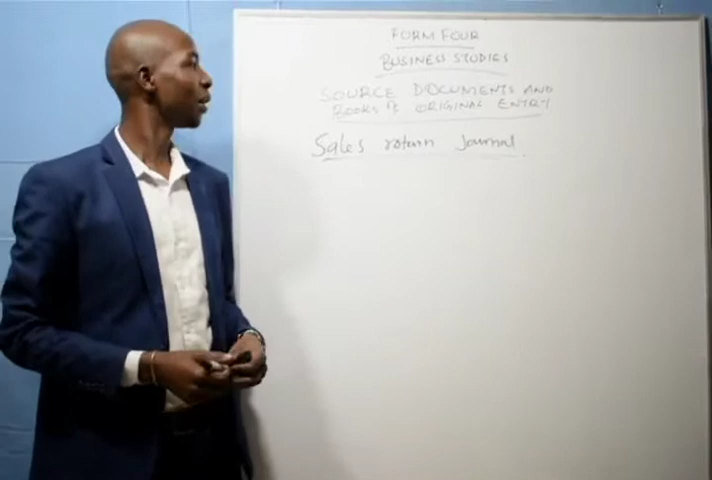 FORM FOUR
BUSINESS STUDIES
SOURCE DOCUMENTS AND
BOOKS OF ORIGINAL ENTRY
Sales return Journal